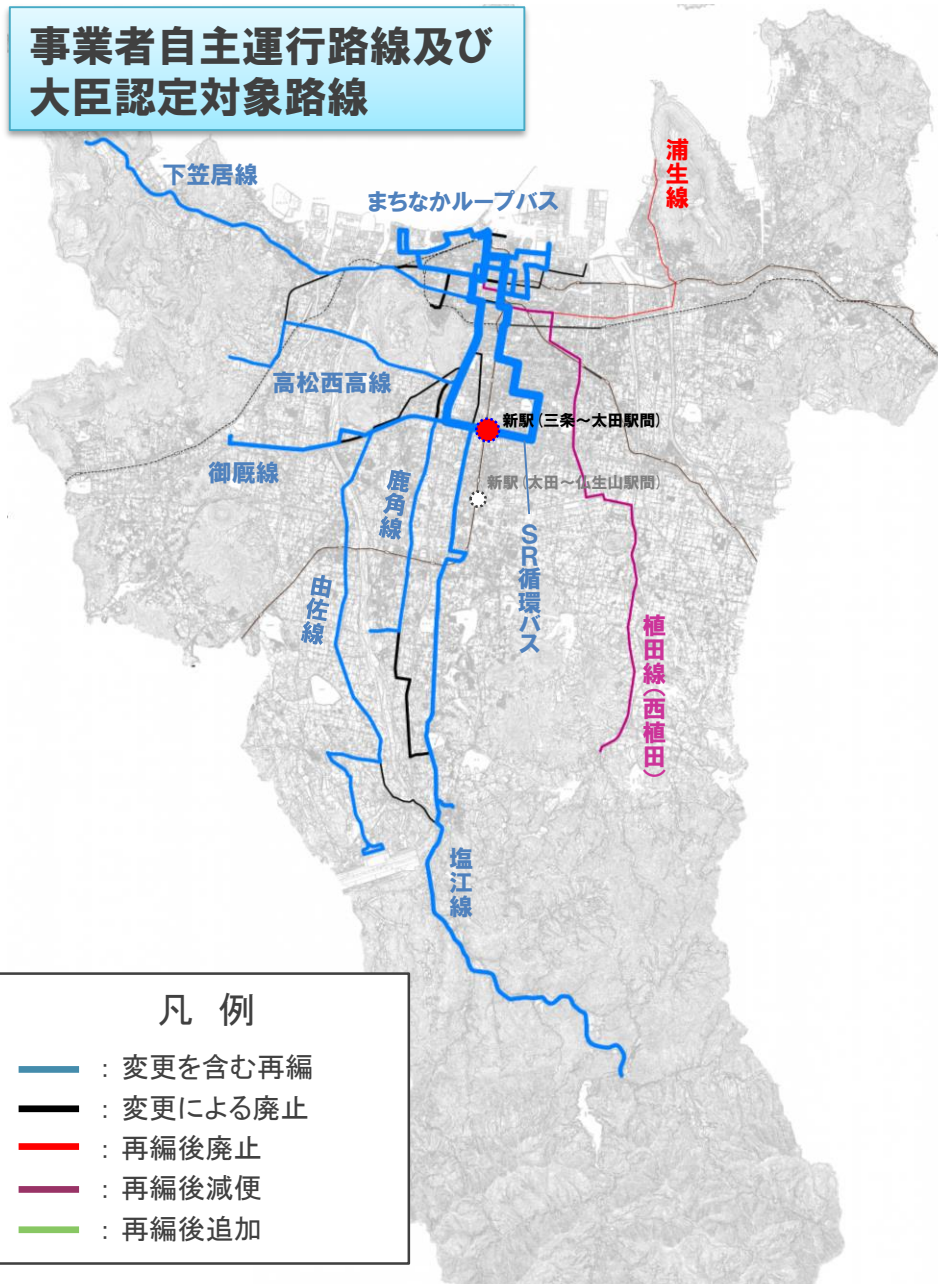 事業者自主運行路線及び
大臣認定対象路線
浦生線
下笠居線
まちなかループバス
高松西高線
新駅(三条～太田駅間)
御厩線
鹿角線
新駅(太田～仏生山駅間)
SR循環バス
由佐線
植田線(西植田)
塩江線
凡 例
：変更を含む再編
：変更による廃止
：再編後廃止
：再編後減便
：再編後追加